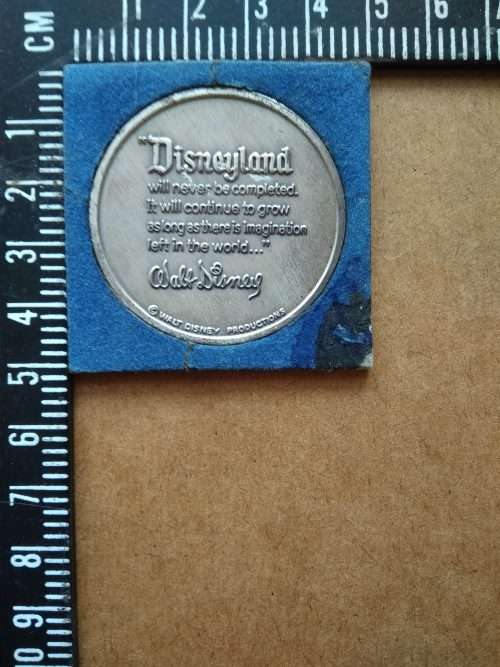 1 2 3 4 5 6 7
CM
1
2
3
4
5
6
7
8
9
10
"Disneyland
will never be completed.
It will continue to grow
as long as there is imagination
left in the world..."
Walt Disney
© WALT DISNEY PRODUCTIONS